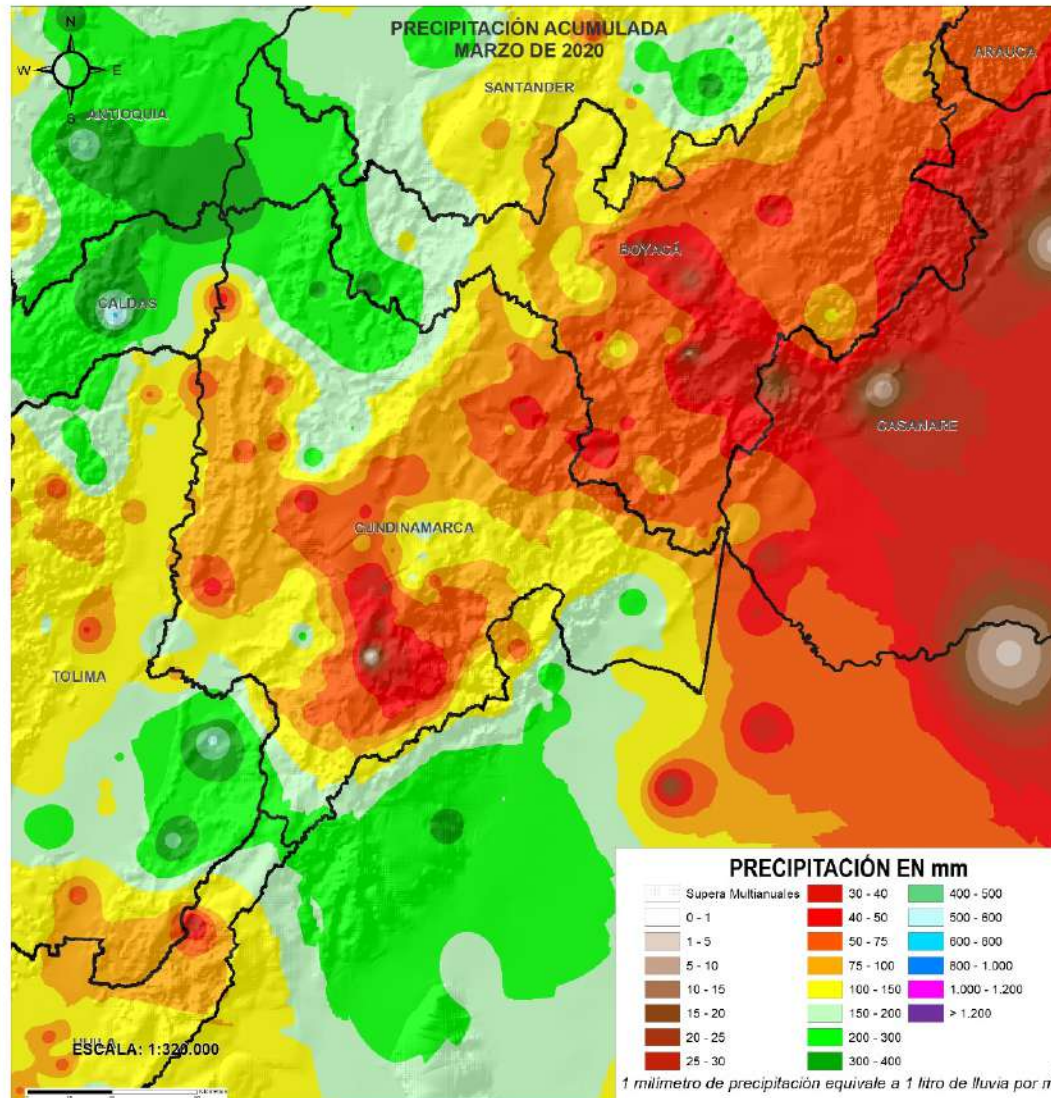 PRECIPITACIÓN ACUMULADA
MARZO DE 2020
N
W
E
S
ARAUCA
SANTANDER
ANTIOQUIA
BOYACÁ
CALDAS
CASANARE
CUNDINAMARCA
TOLIMA
HUILA
ESCALA: 1:320.000
PRECIPITACIÓN EN mm
Supera Multianuales
0 - 1
1 - 5
5 - 10
10 - 15
15 - 20
20 - 25
25 - 30
30 - 40
40 - 50
50 - 75
75 - 100
100 - 150
150 - 200
200 - 300
300 - 400
400 - 500
500 - 600
600 - 800
800 - 1.000
1.000 - 1.200
> 1.200
1 milímetro de precipitación equivale a 1 litro de lluvia por m